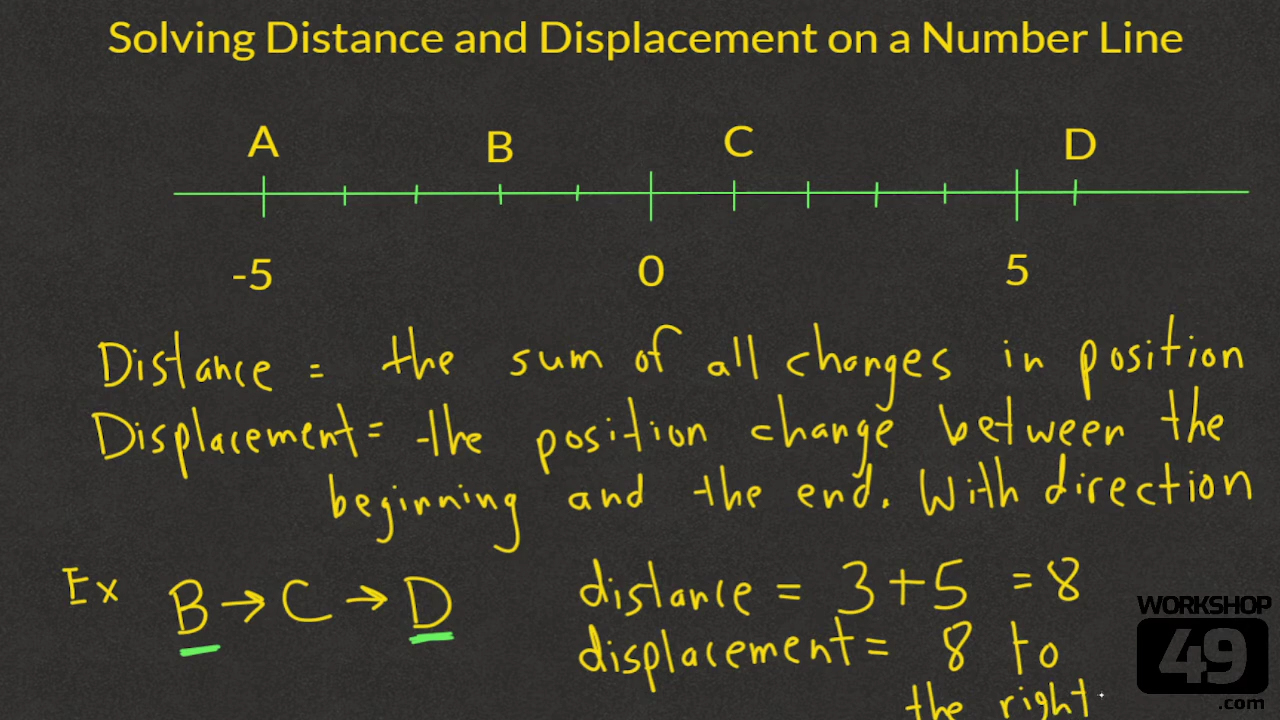 Solving Distance and Displacement on a Number Line
A B C D
-5 0 5
Distance = the sum of all changes in position
Displacement = the position change between the
beginning and the end. With direction
Ex B → C → D distance = 3 + 5 = 8
displacement = 8 to
the right
WORKSHOP
49
.com